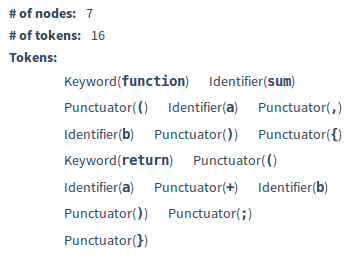 # of nodes: 7
# of tokens: 16
Tokens:
Keyword(function) Identifier(sum)
Punctuator(() Identifier(a) Punctuator(,)
Identifier(b) Punctuator()) Punctuator({)
Keyword(return) Punctuator(()
Identifier(a) Punctuator(+) Identifier(b)
Punctuator()) Punctuator(;)
Punctuator(})